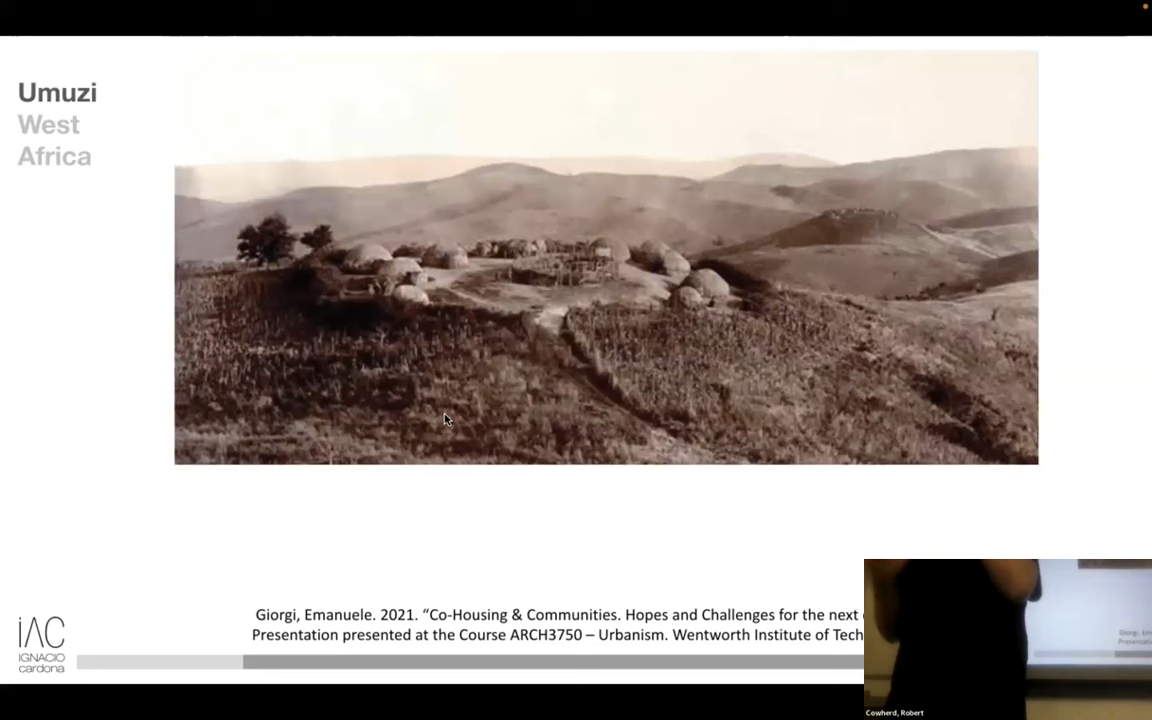 Umuzi
West
Africa
Giorgi, Emanuele. 2021. “Co-Housing & Communities. Hopes and Challenges for the next
Presentation presented at the Course ARCH3750 – Urbanism. Wentworth Institute of Tech
iAC
IGNACIO
cardona
Cowherd, Robert